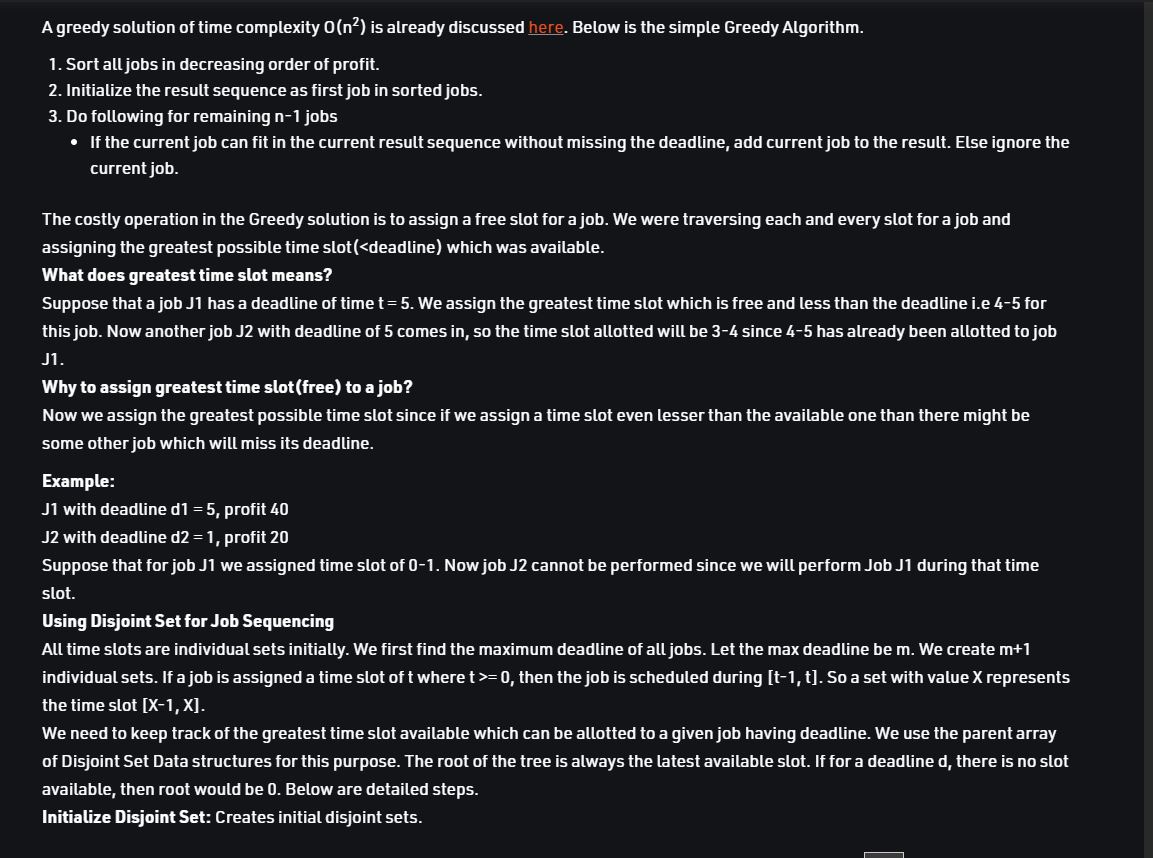 A greedy solution of time complexity O(n²) is already discussed here. Below is the simple Greedy Algorithm.
1. Sort all jobs in decreasing order of profit.
2. Initialize the result sequence as first job in sorted jobs.
3. Do following for remaining n-1 jobs
• If the current job can fit in the current result sequence without missing the deadline, add current job to the result. Else ignore the
current job.
The costly operation in the Greedy solution is to assign a free slot for a job. We were traversing each and every slot for a job and
assigning the greatest possible time slot(<deadline) which was available.
What does greatest time slot means?
Suppose that a job J1 has a deadline of time t = 5. We assign the greatest time slot which is free and less than the deadline i.e 4-5 for
this job. Now another job J2 with deadline of 5 comes in, so the time slot allotted will be 3-4 since 4-5 has already been allotted to job
J1.
Why to assign greatest time slot(free) to a job?
Now we assign the greatest possible time slot since if we assign a time slot even lesser than the available one than there might be
some other job which will miss its deadline.
Example:
J1 with deadline d1 = 5, profit 40
J2 with deadline d2 = 1, profit 20
Suppose that for job J1 we assigned time slot of 0-1. Now job J2 cannot be performed since we will perform Job J1 during that time
slot.
Using Disjoint Set for Job Sequencing
All time slots are individual sets initially. We first find the maximum deadline of all jobs. Let the max deadline be m. We create m+1
individual sets. If a job is assigned a time slot of t where t >= 0, then the job is scheduled during [t-1, t]. So a set with value X represents
the time slot [X-1, X].
We need to keep track of the greatest time slot available which can be allotted to a given job having deadline. We use the parent array
of Disjoint Set Data structures for this purpose. The root of the tree is always the latest available slot. If for a deadline d, there is no slot
available, then root would be 0. Below are detailed steps.
Initialize Disjoint Set: Creates initial disjoint sets.